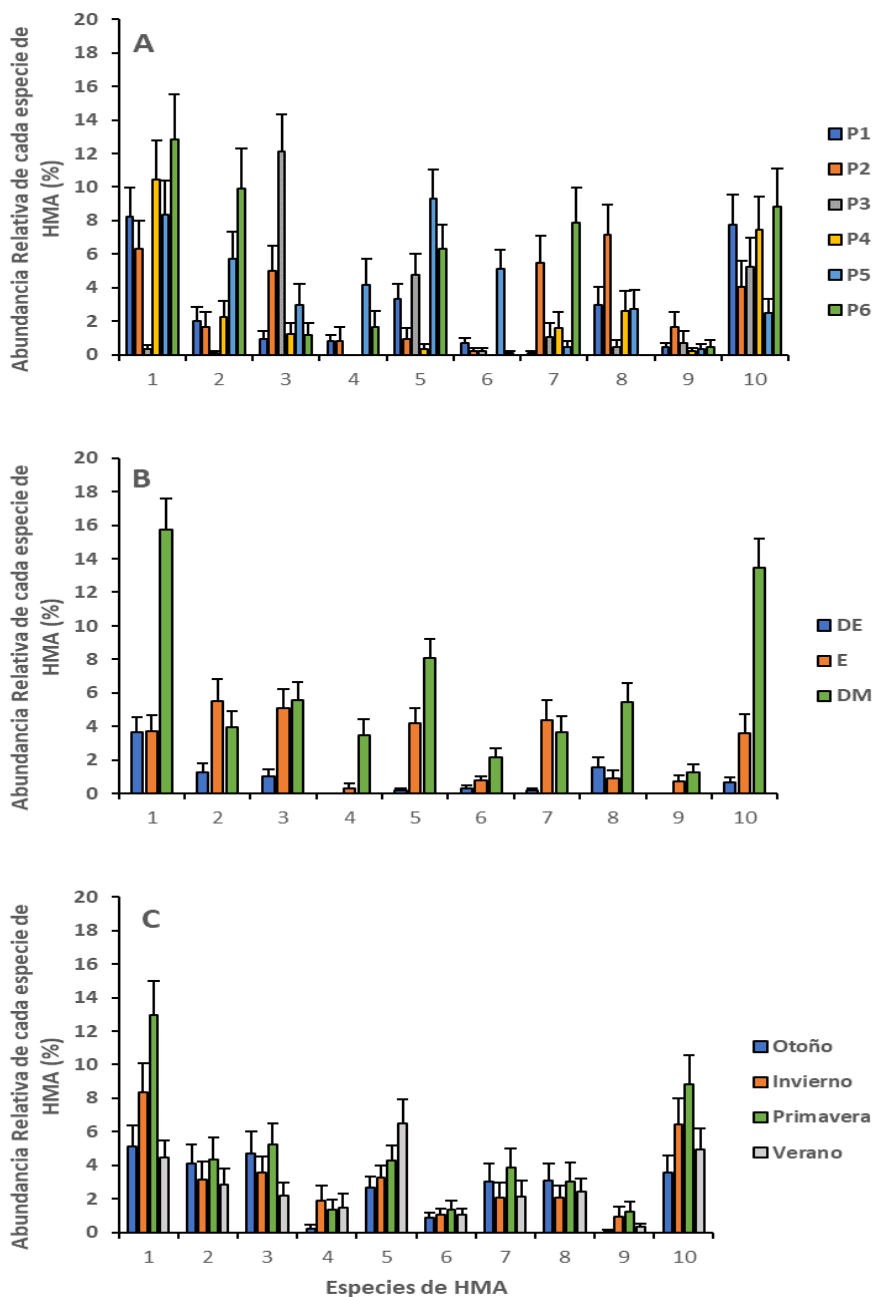 Abundancia Relativa de cada especie de
HMA (%)
A
20
18
16
14
12
10
8
6
4
2
0
1 2 3 4 5 6 7 8 9 10
P1
P2
P3
P4
P5
P6
Abundancia Relativa de cada especie de
HMA (%)
B
20
18
16
14
12
10
8
6
4
2
0
1 2 3 4 5 6 7 8 9 10
DE
E
DM
Abundancia Relativa de cada especie de
HMA (%)
C
20
18
16
14
12
10
8
6
4
2
0
1 2 3 4 5 6 7 8 9 10
Especies de HMA
Otoño
Invierno
Primavera
Verano